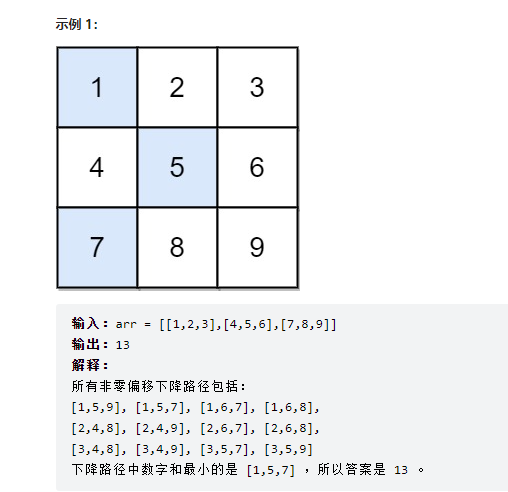 示例 1：
1 2 3
4 5 6
7 8 9
输入：arr = [[1,2,3],[4,5,6],[7,8,9]]
输出：13
解释：
所有非零偏移下降路径包括：
[1,5,9], [1,5,7], [1,6,7], [1,6,8],
[2,4,8], [2,4,9], [2,6,7], [2,6,8],
[3,4,8], [3,4,9], [3,5,7], [3,5,9]
下降路径中数字和最小的是 [1,5,7] ，所以答案是 13 。